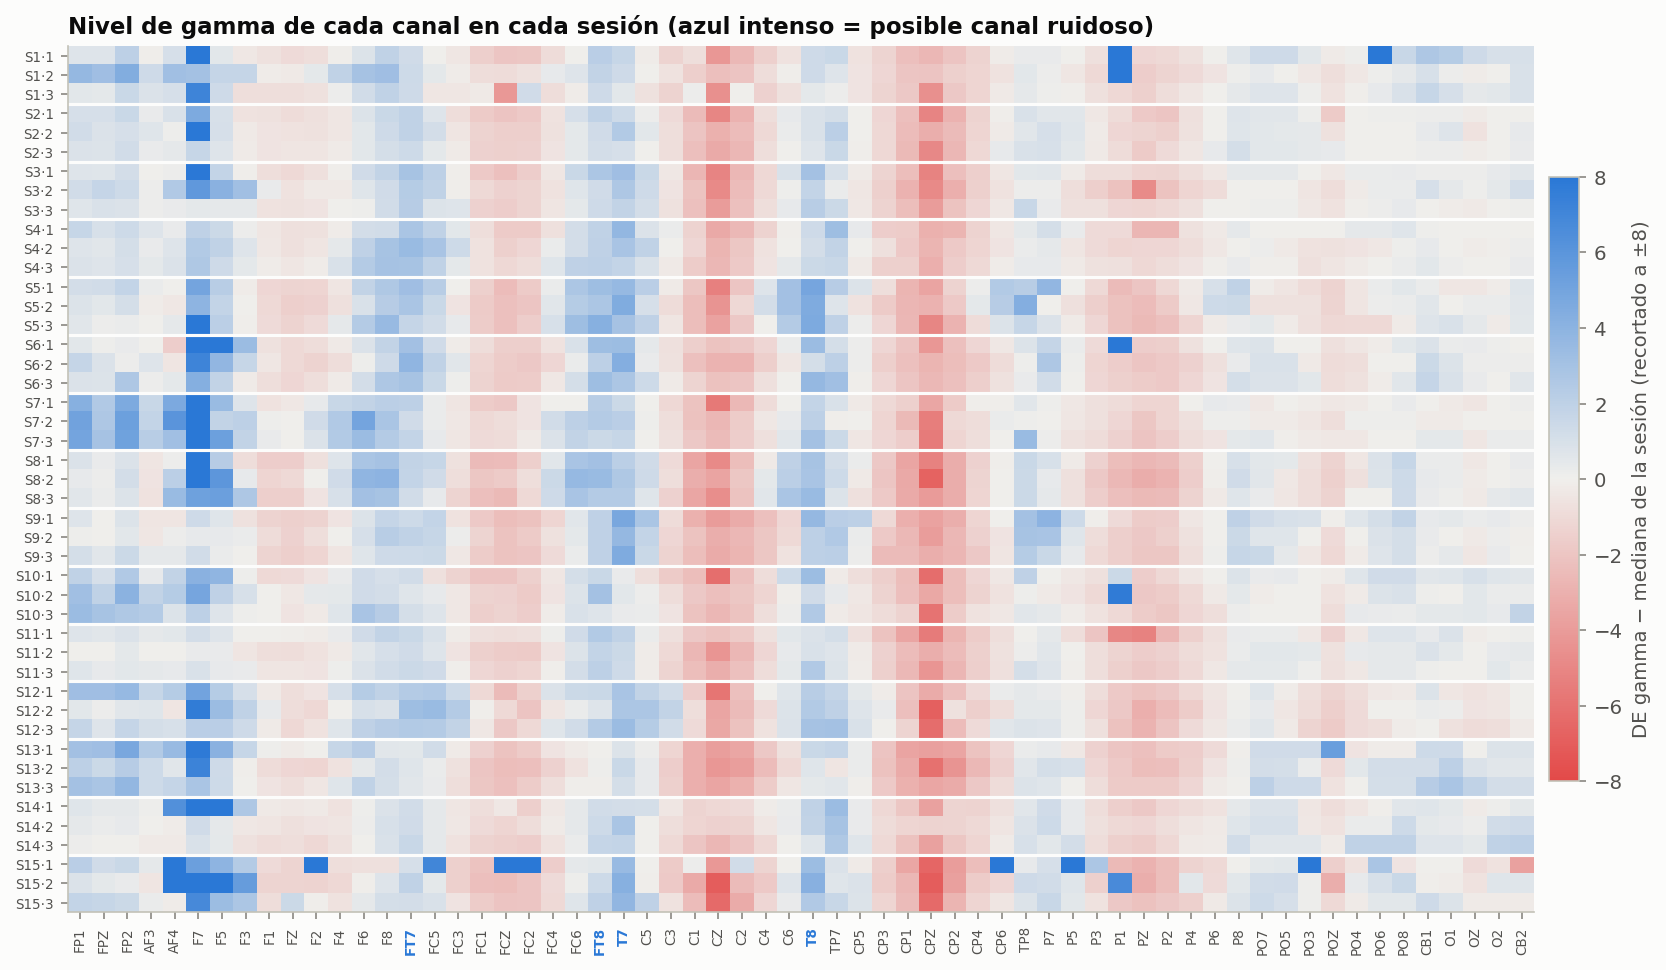 Nivel de gamma de cada canal en cada sesión (azul intenso = posible canal ruidoso)
S1·1
S1·2
S1·3
S2·1
S2·2
S2·3
S3·1
S3·2
S3·3
S4·1
S4·2
S4·3
S5·1
S5·2
S5·3
S6·1
S6·2
S6·3
S7·1
S7·2
S7·3
S8·1
S8·2
S8·3
S9·1
S9·2
S9·3
S10·1
S10·2
S10·3
S11·1
S11·2
S11·3
S12·1
S12·2
S12·3
S13·1
S13·2
S13·3
S14·1
S14·2
S14·3
S15·1
S15·2
S15·3
FP1 FPZ FP2 AF3 AF4 F7 F5 F3 F1 FZ F2 F4 F6 F8 FT7 FC5 FC3 FC1 FCZ FC2 FC4 FC6 FT8 T7 C5 C3 C1 CZ C2 C4 C6 T8 TP7 CP5 CP3 CP1 CPZ CP2 CP4 CP6 TP8 P7 P5 P3 P1 PZ P2 P4 P6 P8 PO7 PO5 PO3 POZ PO4 PO6 PO8 CB1 O1 OZ O2 CB2
8
6
4
2
0
−2
−4
−6
−8
DE gamma − mediana de la sesión (recortado a ±8)